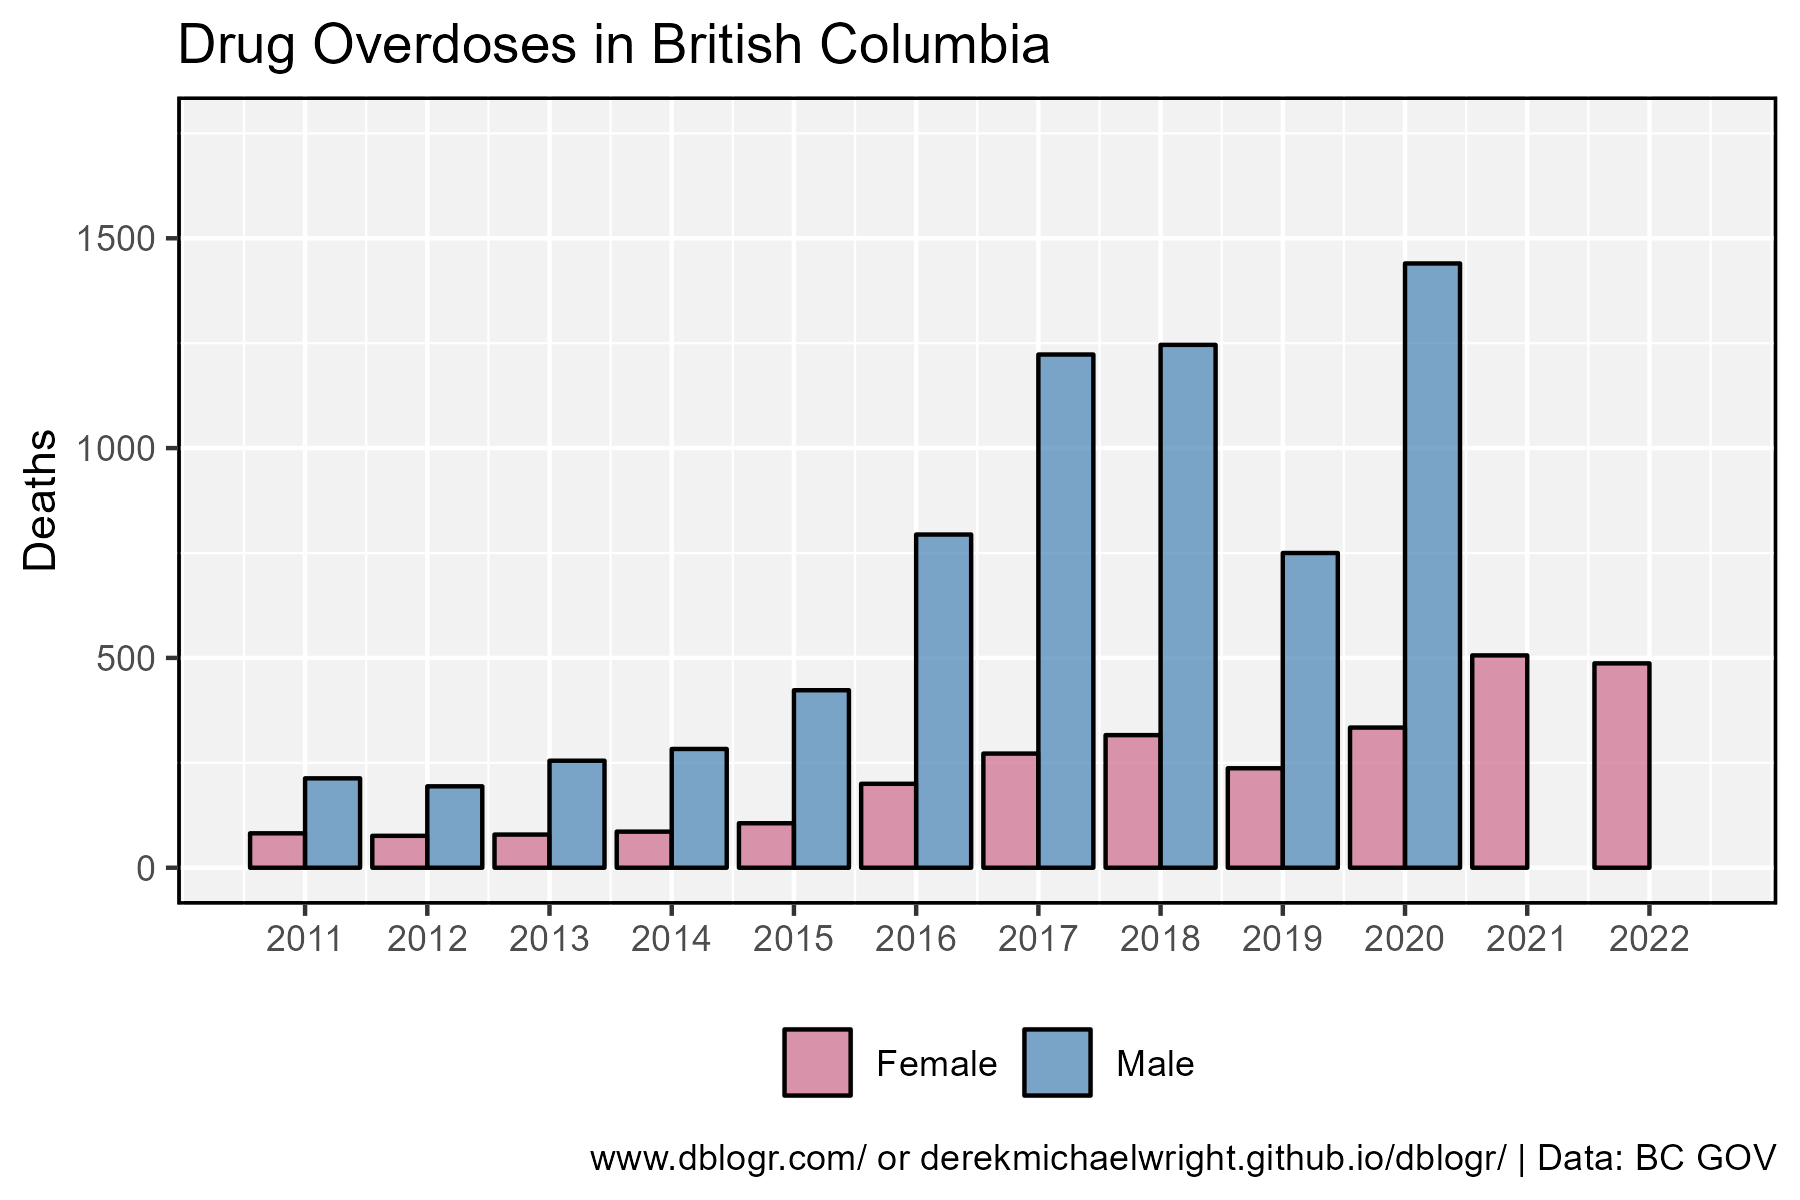 Drug Overdoses in British Columbia
Deaths
1500
1000
500
0
2011 2012 2013 2014 2015 2016 2017 2018 2019 2020 2021 2022
Female Male
www.dblogr.com/ or derekmichaelwright.github.io/dblogr/ | Data: BC GOV